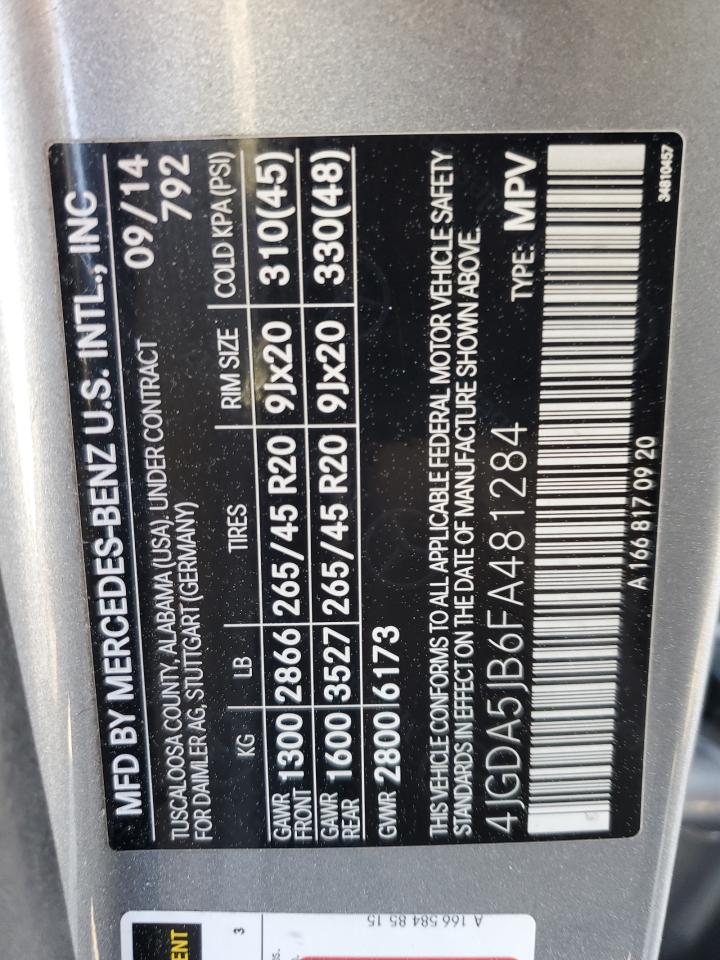 MFD BY MERCEDES-BENZ U.S. INTL., INC
TUSCALOOSA COUNTY, ALABAMA (USA), UNDER CONTRACT 09/14
FOR DAIMLER AG, STUTTGART (GERMANY) 792
KG LB TIRES RIM SIZE COLD KPA (PSI)
GAWR FRONT 1300 2866 265/45 R20 9Jx20 310(45)
GAWR REAR 1600 3527 265/45 R20 9Jx20 330(48)
GVWR 2800 6173
THIS VEHICLE CONFORMS TO ALL APPLICABLE FEDERAL MOTOR VEHICLE SAFETY
STANDARDS IN EFFECT ON THE DATE OF MANUFACTURE SHOWN ABOVE.
4JGDA5JB6FA481284 TYPE: MPV
A 166 817 09 20
34810457
A 166 584 85 15
3